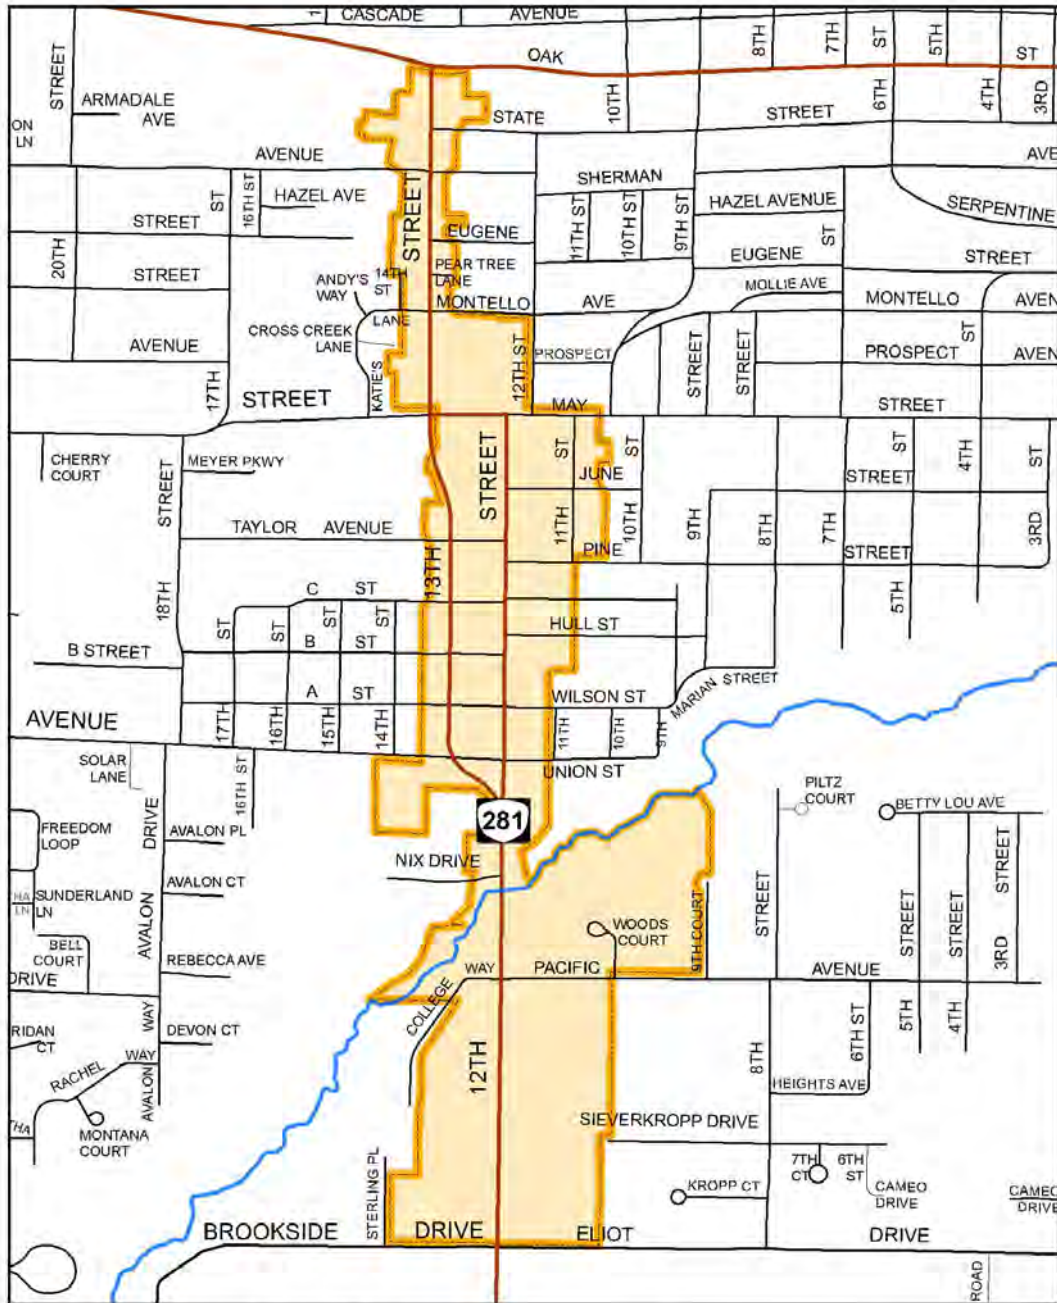 CASCADE AVENUE
1
STREET
OAK
8TH
7TH
ST
5TH
ST
ARMADALE
AVE
10TH
STATE
STREET
6TH
4TH
3RD
ON
LN
AVENUE
AVE
SHERMAN
ST
16TH ST
HAZEL AVE
STREET
11TH ST
10TH ST
9TH ST
HAZEL AVENUE
SERPENTINE
STREET
EUGENE
ST
EUGENE
STREET
20TH
STREET
ANDY'S
WAY
14TH
ST
PEAR TREE
LANE
MOLLIE AVE
MONTELLO
AVE
MONTELLO
AVEN
CROSS CREEK
LANE
LANE
AVENUE
12TH ST
PROSPECT
STREET
STREET
PROSPECT
ST
AVEN
17TH
STREET
KATIE'S
MAY
STREET
CHERRY
COURT
STREET
MEYER PKWY
STREET
ST
JUNE
ST
STREET
ST
4TH
ST
TAYLOR AVENUE
11TH
10TH
9TH
8TH
7TH
3RD
PINE
STREET
13TH
18TH
C ST
5TH
ST
ST
ST
ST
HULL ST
B STREET
B ST
A ST
WILSON ST
MARIAN STREET
AVENUE
17TH
16TH
15TH
14TH
11TH
10TH
9TH
SOLAR
LANE
16TH ST
UNION ST
PILTZ
COURT
BETTY LOU AVE
281
FREEDOM
LOOP
DRIVE
AVALON PL
NIX DRIVE
STREET
HA
LN
SUNDERLAND
LN
AVALON CT
AVALON
WOODS
COURT
9TH COURT
STREET
STREET
STREET
BELL
COURT
DRIVE
REBECCA AVE
WAY
PACIFIC
AVENUE
3RD
COLLEGE
RIDAN
CT
WAY
DEVON CT
12TH
8TH
6TH ST
5TH
4TH
RACHEL
WAY
AVALON
HEIGHTS AVE
THA
MONTANA
COURT
SIEVERKROPP DRIVE
STERLING PL
7TH
CT
6TH
ST
KROPP CT
CAMEO
DRIVE
CAMEO
DRIVE
BROOKSIDE
DRIVE
ELIOT
DRIVE
ROAD